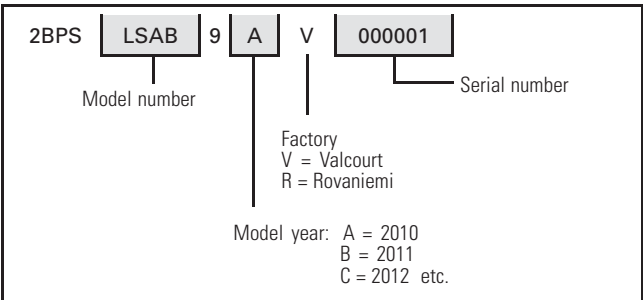 2BPS LSAB 9 A V 000001
Model number
Serial number
Factory
V = Valcourt
R = Rovaniemi
Model year: A = 2010
B = 2011
C = 2012 etc.